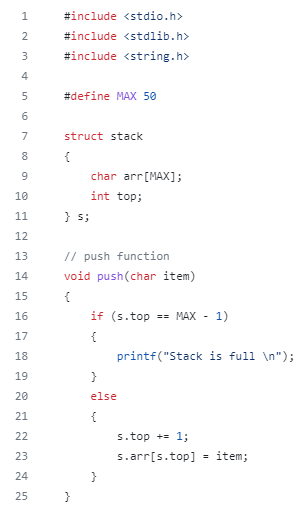 1 #include <stdio.h>
2 #include <stdlib.h>
3 #include <string.h>
4
5 #define MAX 50
6
7 struct stack
8 {
9     char arr[MAX];
10     int top;
11 } s;
12
13 // push function
14 void push(char item)
15 {
16     if (s.top == MAX - 1)
17     {
18         printf("Stack is full \n");
19     }
20     else
21     {
22         s.top += 1;
23         s.arr[s.top] = item;
24     }
25 }